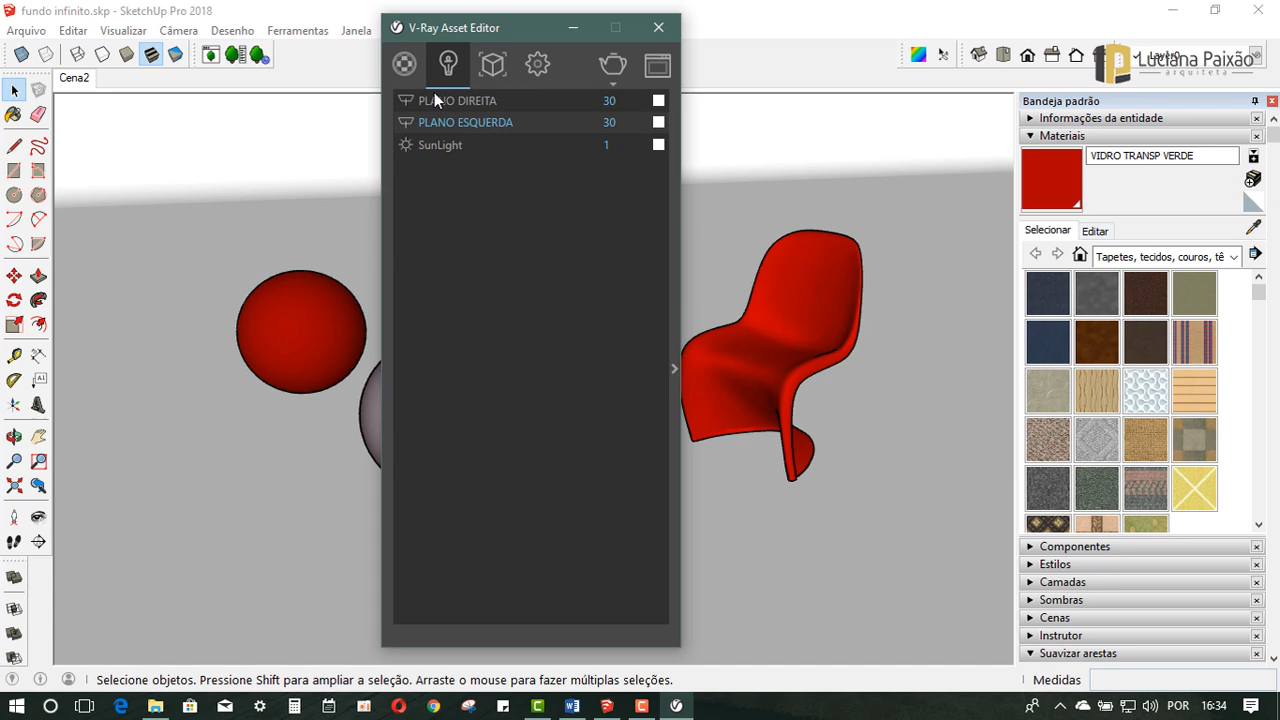 fundo infinito.skp - SketchUp Pro 2018
Arquivo Editar Visualizar Câmera Desenho Ferramentas Janela
Cena2
V-Ray Asset Editor
PLANO DIREITA 30
PLANO ESQUERDA 30
SunLight 1
Luciana Paixão
arquiteta
Bandeja padrão
Informações da entidade
Materiais
VIDRO TRANSP VERDE
Selecionar Editar
Tapetes, tecidos, couros, tê
Componentes
Estilos
Camadas
Sombras
Cenas
Instrutor
Suavizar arestas
Selecione objetos. Pressione Shift para ampliar a seleção. Arraste o mouse para fazer múltiplas seleções.
Medidas
POR 16:34